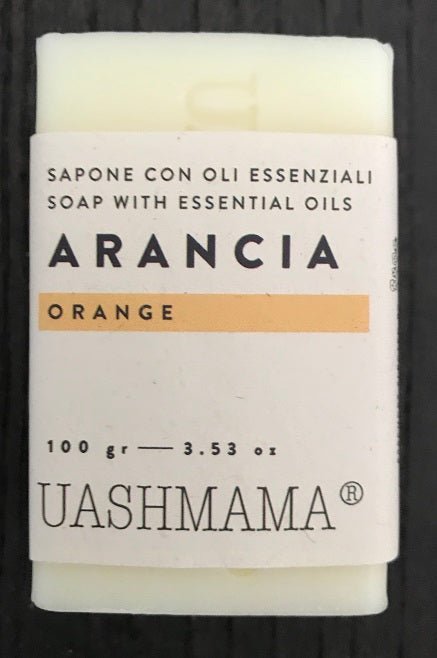 SAPONE CON OLI ESSENZIALI
SOAP WITH ESSENTIAL OILS
ARANCIA
ORANGE
100 gr — 3.53 oz
UASHMAMA®